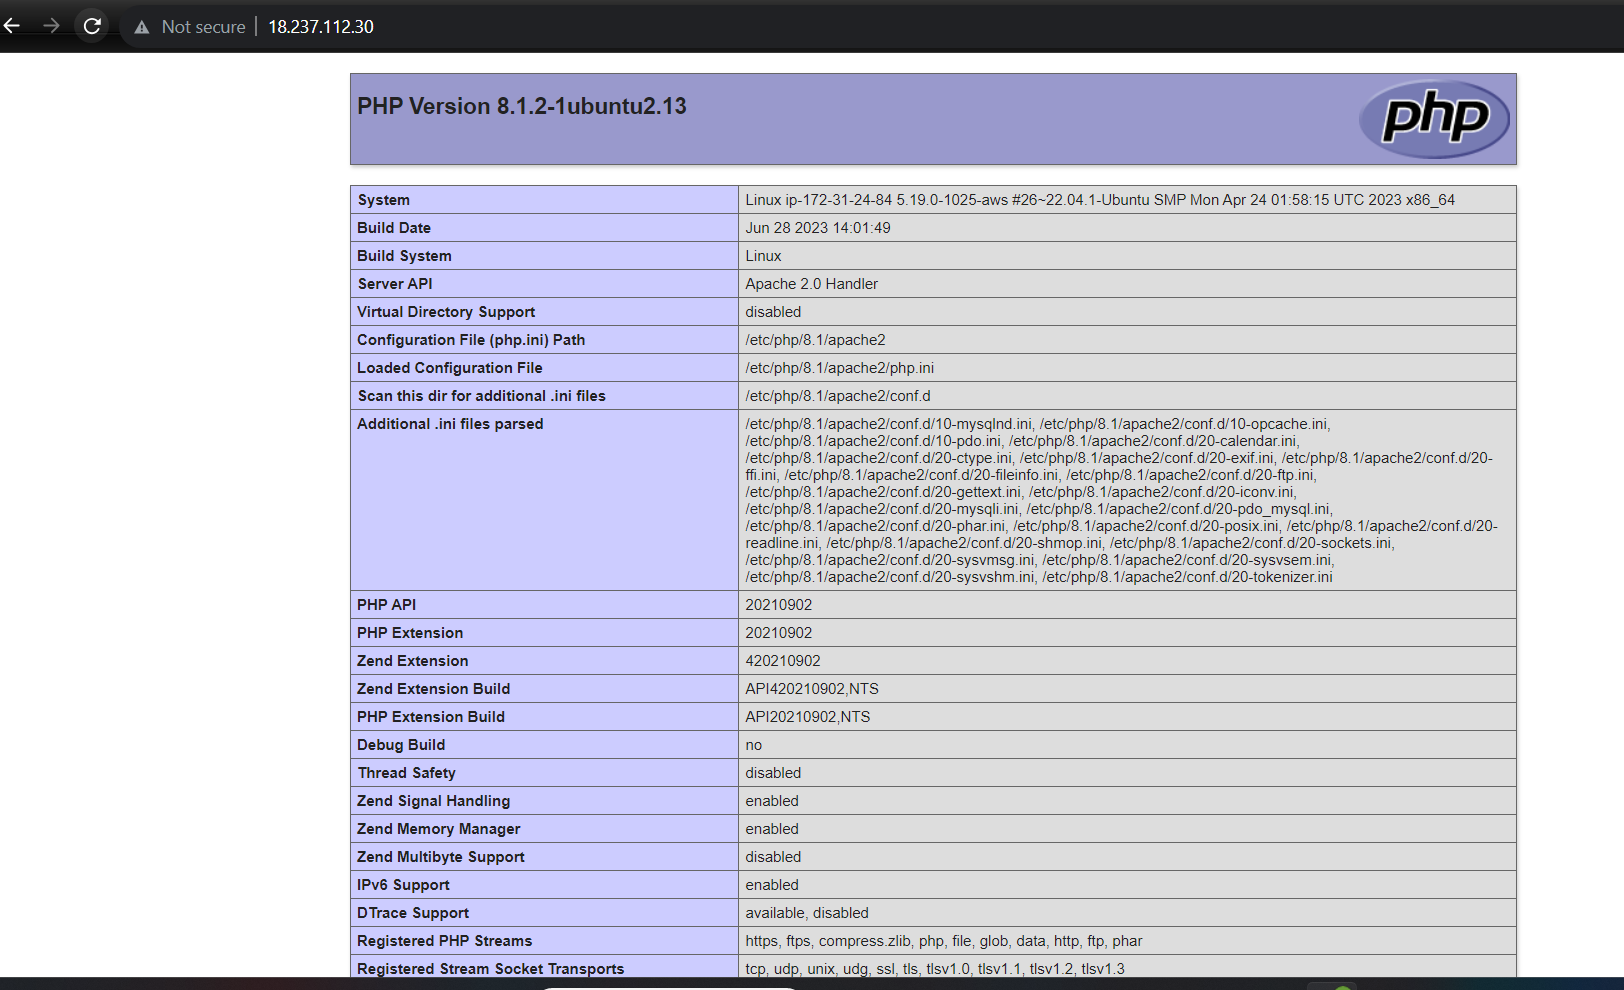 Not secure | 18.237.112.30
PHP Version 8.1.2-1ubuntu2.13
php
System Linux ip-172-31-24-84 5.19.0-1025-aws #26~22.04.1-Ubuntu SMP Mon Apr 24 01:58:15 UTC 2023 x86_64
Build Date Jun 28 2023 14:01:49
Build System Linux
Server API Apache 2.0 Handler
Virtual Directory Support disabled
Configuration File (php.ini) Path /etc/php/8.1/apache2
Loaded Configuration File /etc/php/8.1/apache2/php.ini
Scan this dir for additional .ini files /etc/php/8.1/apache2/conf.d
Additional .ini files parsed /etc/php/8.1/apache2/conf.d/10-mysqlnd.ini, /etc/php/8.1/apache2/conf.d/10-opcache.ini,
/etc/php/8.1/apache2/conf.d/10-pdo.ini, /etc/php/8.1/apache2/conf.d/20-calendar.ini,
/etc/php/8.1/apache2/conf.d/20-ctype.ini, /etc/php/8.1/apache2/conf.d/20-exif.ini, /etc/php/8.1/apache2/conf.d/20-
ffi.ini, /etc/php/8.1/apache2/conf.d/20-fileinfo.ini, /etc/php/8.1/apache2/conf.d/20-ftp.ini,
/etc/php/8.1/apache2/conf.d/20-gettext.ini, /etc/php/8.1/apache2/conf.d/20-iconv.ini,
/etc/php/8.1/apache2/conf.d/20-mysqli.ini, /etc/php/8.1/apache2/conf.d/20-pdo_mysql.ini,
/etc/php/8.1/apache2/conf.d/20-phar.ini, /etc/php/8.1/apache2/conf.d/20-posix.ini, /etc/php/8.1/apache2/conf.d/20-
readline.ini, /etc/php/8.1/apache2/conf.d/20-shmop.ini, /etc/php/8.1/apache2/conf.d/20-sockets.ini,
/etc/php/8.1/apache2/conf.d/20-sysvmsg.ini, /etc/php/8.1/apache2/conf.d/20-sysvsem.ini,
/etc/php/8.1/apache2/conf.d/20-sysvshm.ini, /etc/php/8.1/apache2/conf.d/20-tokenizer.ini
PHP API 20210902
PHP Extension 20210902
Zend Extension 420210902
Zend Extension Build API420210902,NTS
PHP Extension Build API20210902,NTS
Debug Build no
Thread Safety disabled
Zend Signal Handling enabled
Zend Memory Manager enabled
Zend Multibyte Support disabled
IPv6 Support enabled
DTrace Support available, disabled
Registered PHP Streams https, ftps, compress.zlib, php, file, glob, data, http, ftp, phar
Registered Stream Socket Transports tcp, udp, unix, udg, ssl, tls, tlsv1.0, tlsv1.1, tlsv1.2, tlsv1.3